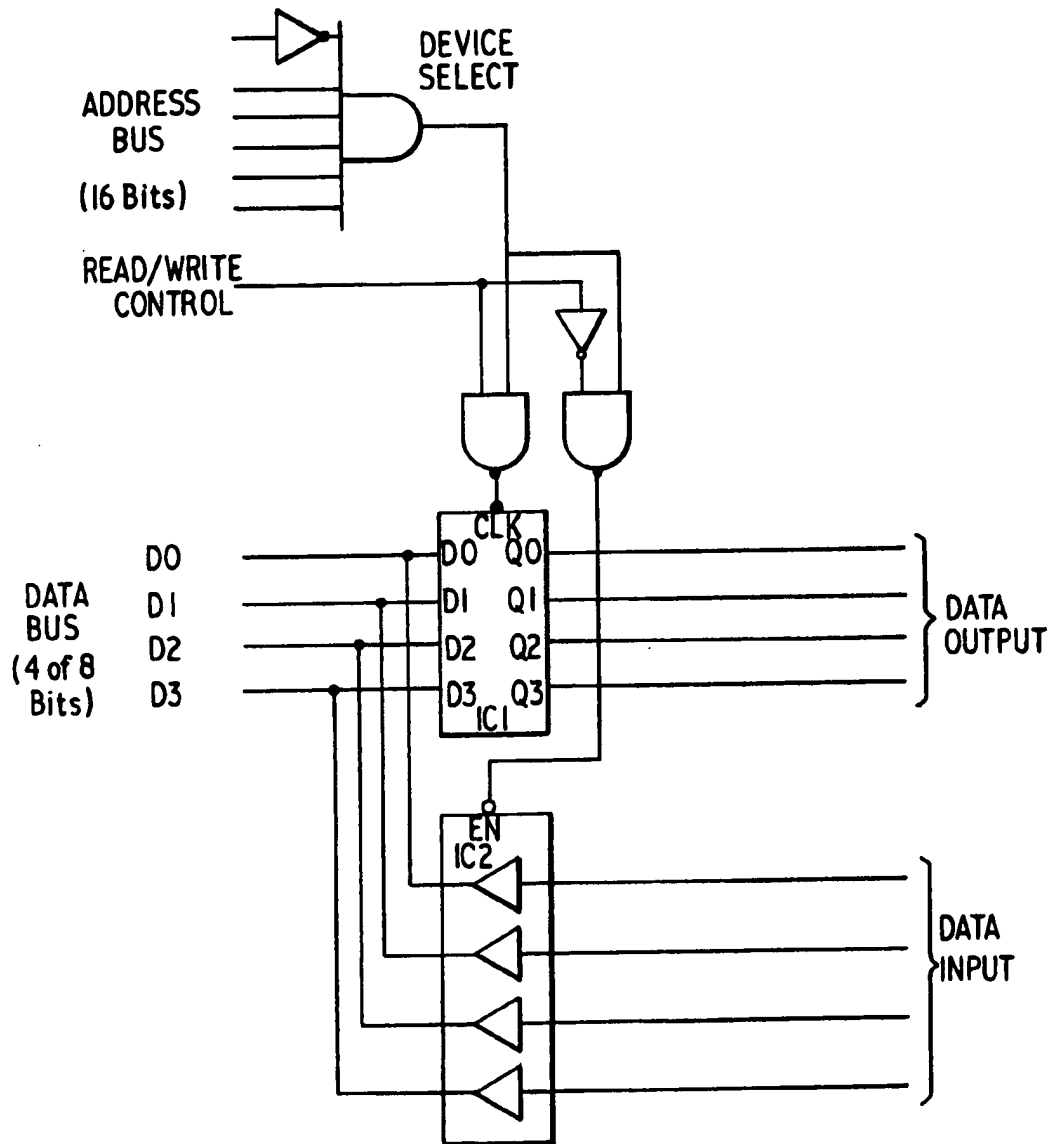 DEVICE
SELECT
ADDRESS
BUS
(16 Bits)
READ/WRITE
CONTROL
CLK
D0
D0 Q0
D1
D1 Q1
D2
D2 Q2
D3
D3 Q3
IC1
DATA
BUS
(4 of 8
Bits)
DATA
OUTPUT
EN
IC2
DATA
INPUT